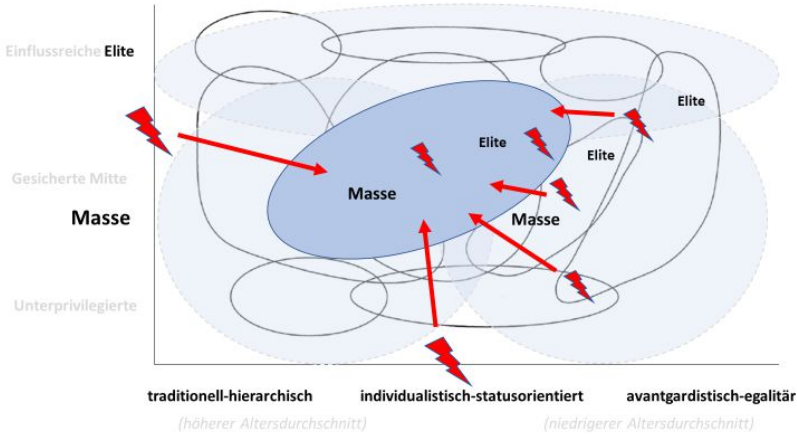 Einflussreiche Elite
Elite
Elite
Elite
Gesicherte Mitte
Masse
Masse
Masse
Unterprivilegierte
traditionell-hierarchisch
individualistisch-statusorientiert
avantgardistisch-egalitär
(höherer Altersdurchschnitt)
(niedrigerer Altersdurchschnitt)